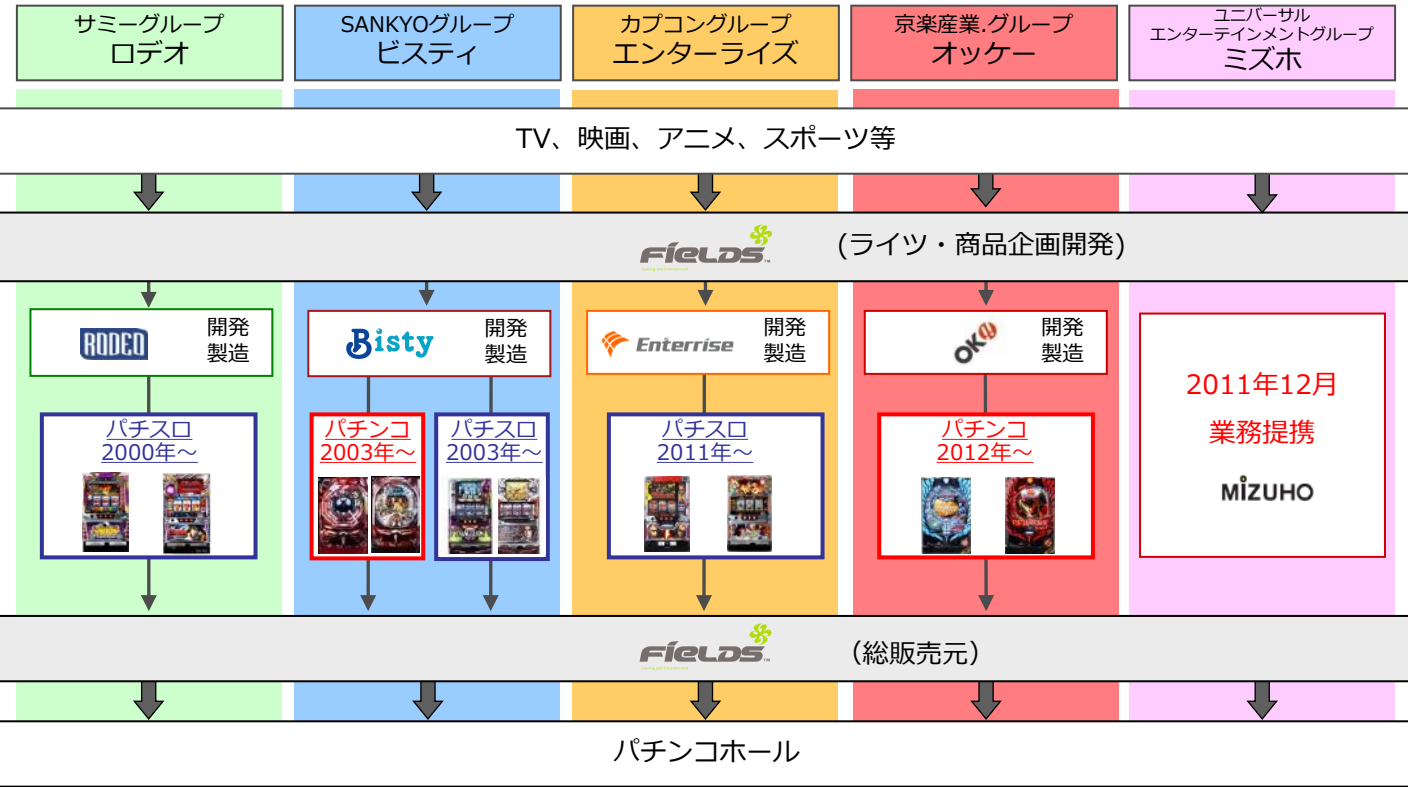 サミーグループ
ロデオ
SANKYOグループ
ビスティ
カプコングループ
エンターライズ
京楽産業.グループ
オッケー
ユニバーサル
エンターテインメントグループ
ミズホ
TV、映画、アニメ、スポーツ等
FIELDS
(ライツ・商品企画開発)
RODEO
開発
製造
Bisty
開発
製造
Enterrise
開発
製造
OK
開発
製造
パチスロ
2000年～
パチンコ
2003年～
パチスロ
2003年～
パチスロ
2011年～
パチンコ
2012年～
2011年12月
業務提携
MIZUHO
FIELDS
（総販売元）
パチンコホール